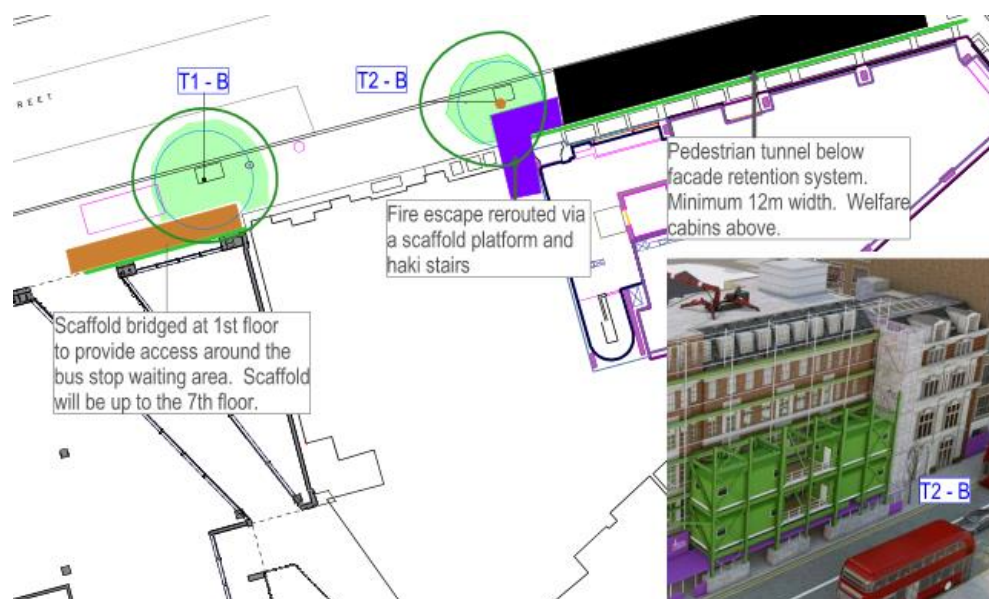 T1 - B
T2 - B
REET
Fire escape rerouted via
a scaffold platform and
haki stairs
Pedestrian tunnel below
facade retention system.
Minimum 12m width. Welfare
cabins above.
Scaffold bridged at 1st floor
to provide access around the
bus stop waiting area. Scaffold
will be up to the 7th floor.
T2 - B